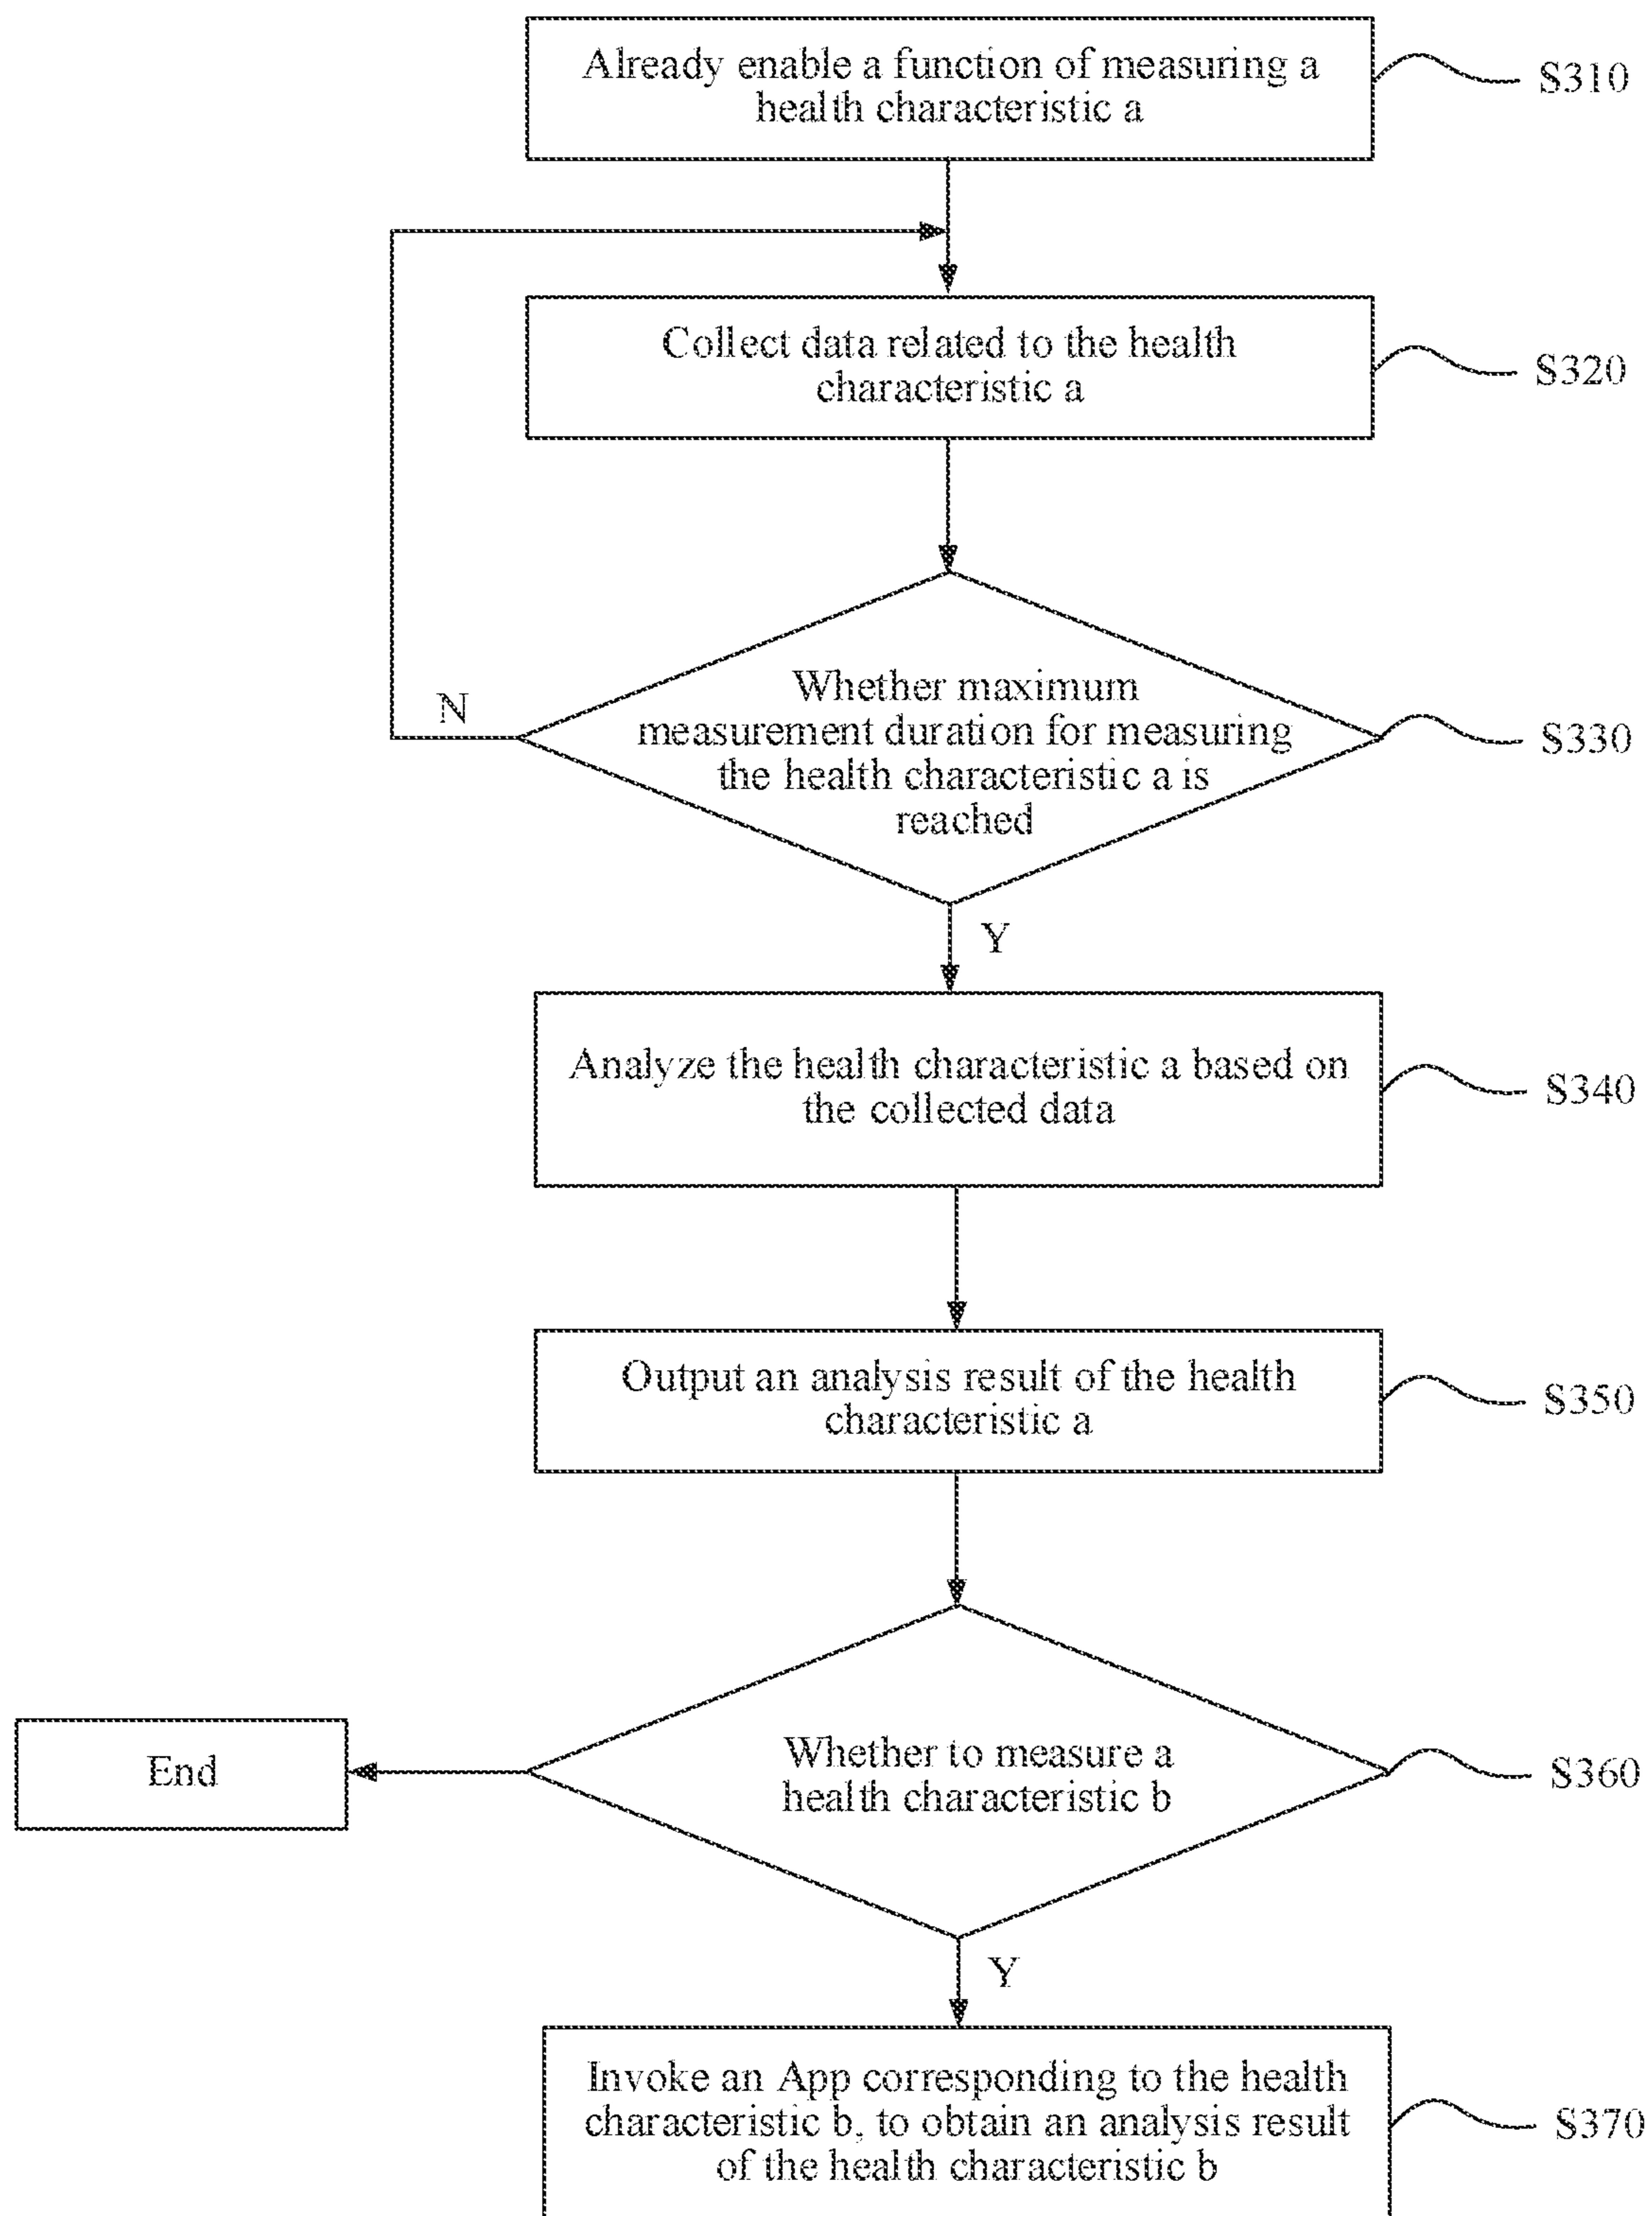 Already enable a function of measuring a
health characteristic a
S310
Collect data related to the health
characteristic a
S320
Whether maximum
measurement duration for measuring
the health characteristic a is
reached
S330
N
Y
Analyze the health characteristic a based on
the collected data
S340
Output an analysis result of the health
characteristic a
S350
Whether to measure a
health characteristic b
S360
End
Y
Invoke an App corresponding to the health
characteristic b, to obtain an analysis result
of the health characteristic b
S370